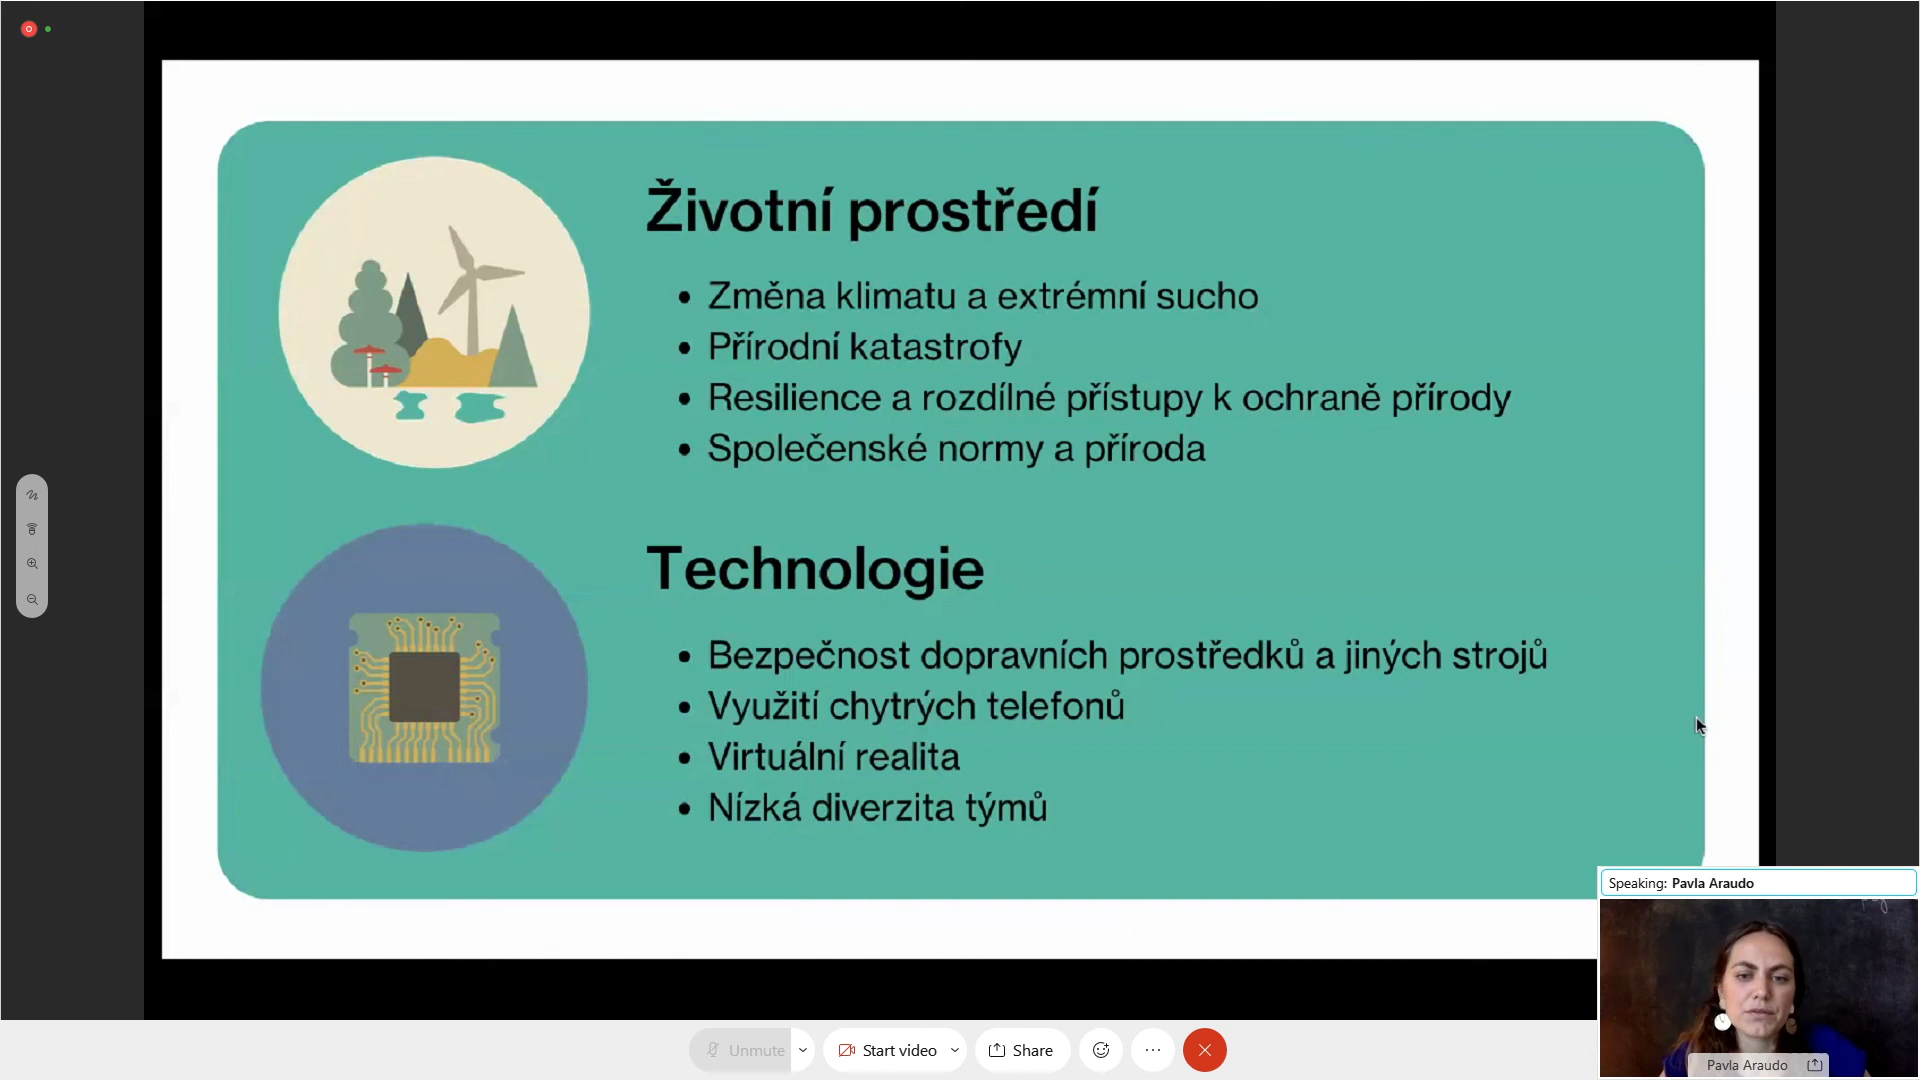 Životní prostředí
Změna klimatu a extrémní sucho
Přírodní katastrofy
Resilience a rozdílné přístupy k ochraně přírody
Společenské normy a příroda
Technologie
Bezpečnost dopravních prostředků a jiných strojů
Využití chytrých telefonů
Virtuální realita
Nízká diverzita týmů
Speaking: Pavla Araudo
Pavla Araudo
Unmute
Start video
Share